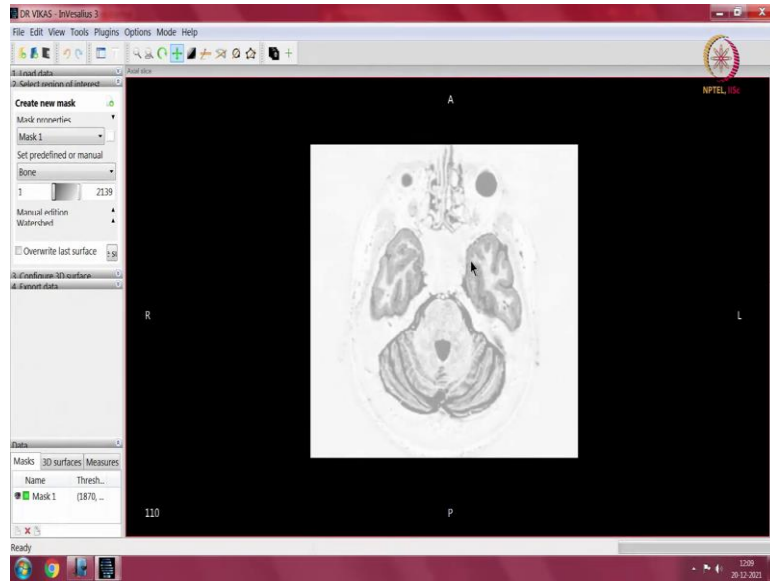 DR VIKAS - InVesalius 3
File Edit View Tools Plugins Options Mode Help
1. Load data
Axial slice
2. Select region of interest
NPTEL, IISc
Create new mask
A
Mask properties
Mask 1
Set predefined or manual
Bone
1 2139
Manual edition
Watershed
Overwrite last surface
3. Configure 3D surface
4. Export data
R
L
Data
Masks 3D surfaces Measures
Name Thresh...
Mask 1 (1870, ...
110
P
Ready
12:09
20-12-2021